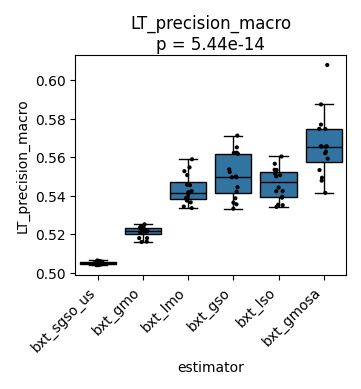 LT_precision_macro
p = 5.44e-14
LT_precision_macro
0.60
0.58
0.56
0.54
0.52
0.50
bxt_sgso_us
bxt_gmo
bxt_lmo
bxt_gso
bxt_lso
bxt_gmosa
estimator